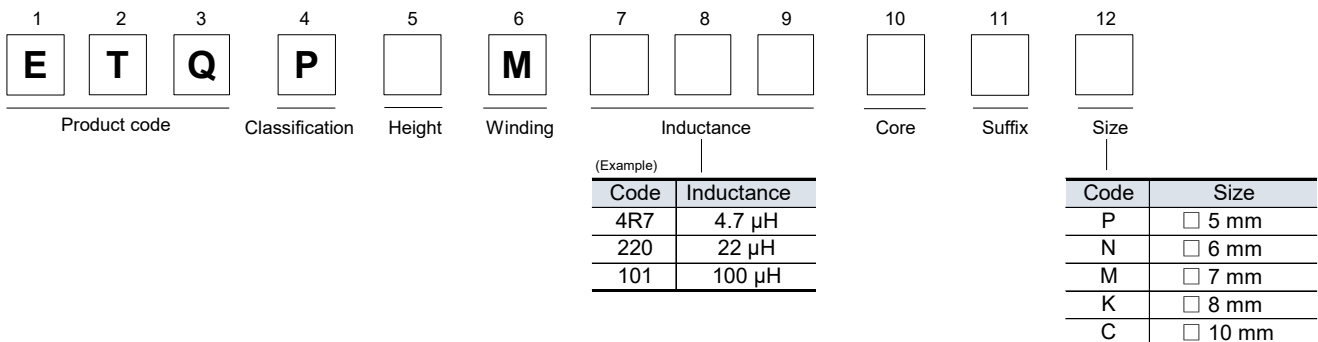 1 2 3 4 5 6 7 8 9 10 11 12
E T Q P M
Product code Classification Height Winding Inductance Core Suffix Size
(Example)
Code Inductance
4R7 4.7 µH
220 22 µH
101 100 µH
Code Size
P □ 5 mm
N □ 6 mm
M □ 7 mm
K □ 8 mm
C □ 10 mm